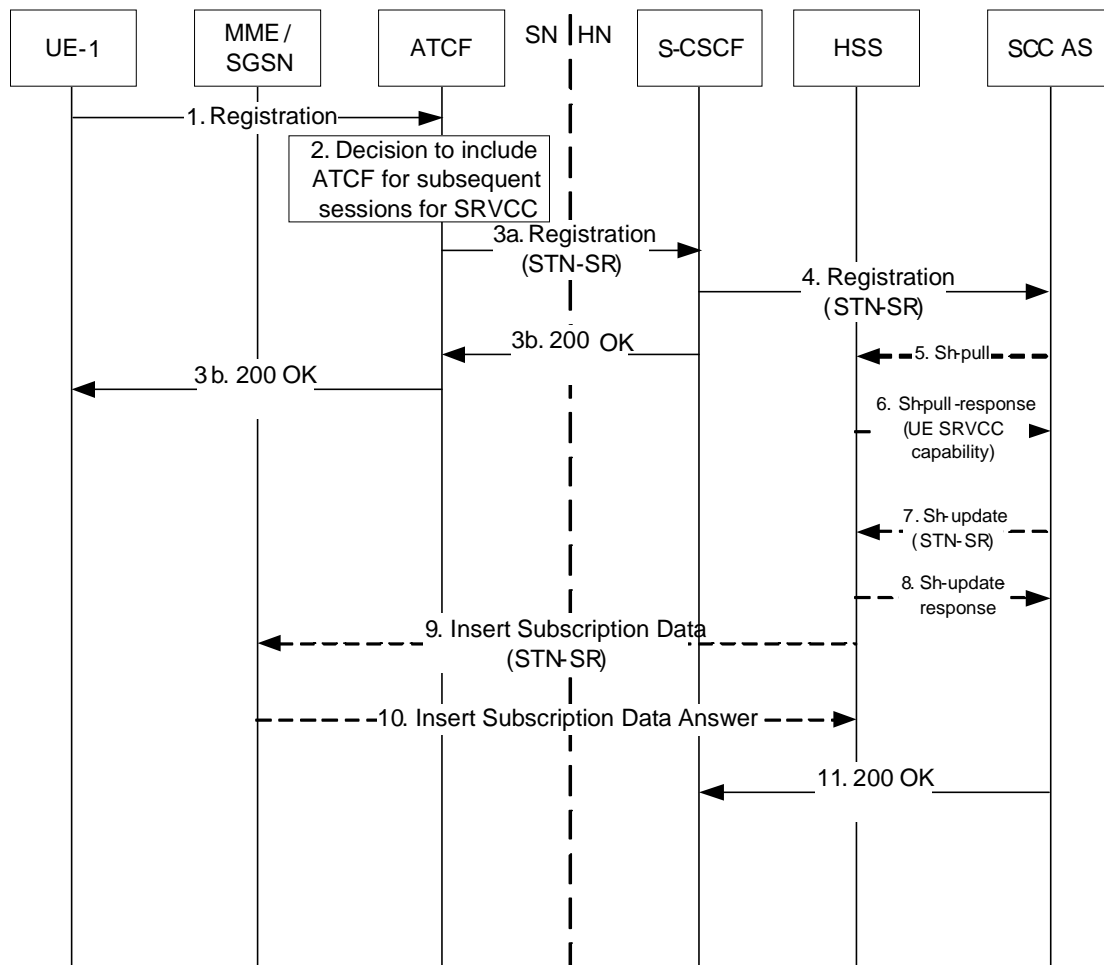 UE-1
MME /
SGSN
ATCF
SN
HN
S-CSCF
HSS
SCC AS
1. Registration
2. Decision to include
ATCF for subsequent
sessions for SRVCC
3a. Registration
(STN-SR)
4. Registration
(STN-SR)
3b. 200 OK
5. Sh-pull
3b. 200 OK
6. Sh-pull-response
(UE SRVCC
capability)
7. Sh-update
(STN-SR)
8. Sh-update
response
9. Insert Subscription Data
(STN-SR)
10. Insert Subscription Data Answer
11. 200 OK